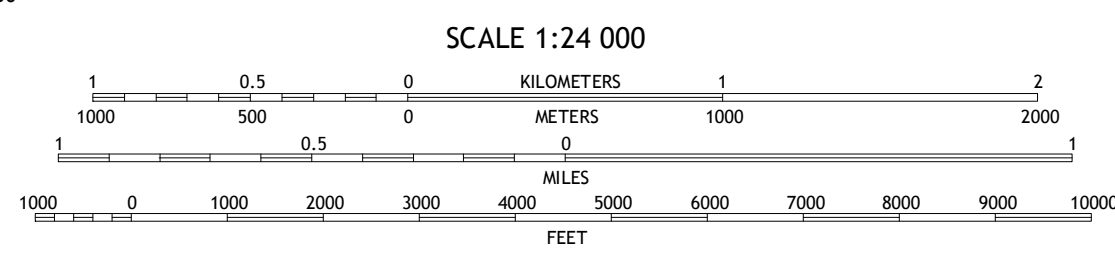 SCALE 1:24 000
1 0.5 0 KILOMETERS 1 2
1000 500 0 METERS 1000 2000
1 0.5 0 1
MILES
1000 0 1000 2000 3000 4000 5000 6000 7000 8000 9000 10000
FEET